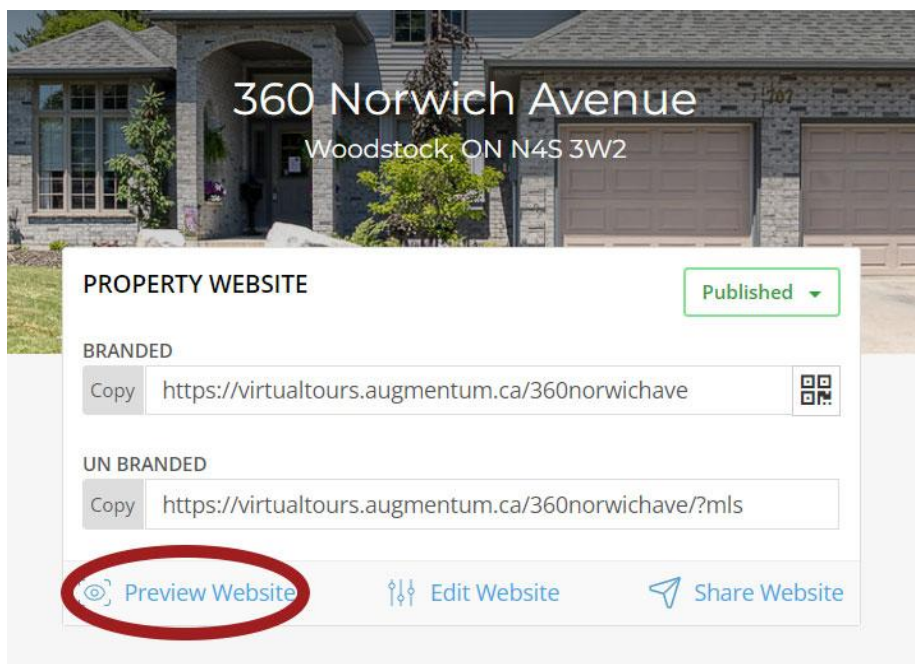 360 Norwich Avenue
Woodstock, ON N4S 3W2
PROPERTY WEBSITE
Published
BRANDED
Copy https://virtualtours.augmentum.ca/360norwichave
UN BRANDED
Copy https://virtualtours.augmentum.ca/360norwichave/?mls
Preview Website Edit Website Share Website